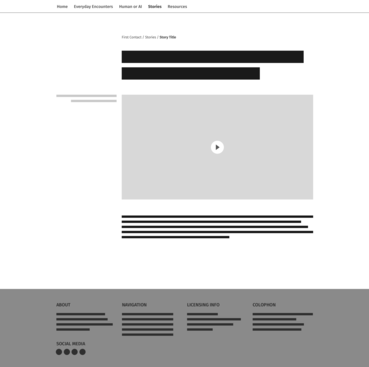 Home Everyday Encounters Human or AI Stories Resources
First Contact / Stories / Story Title
ABOUT NAVIGATION LICENSING INFO COLOPHON
SOCIAL MEDIA